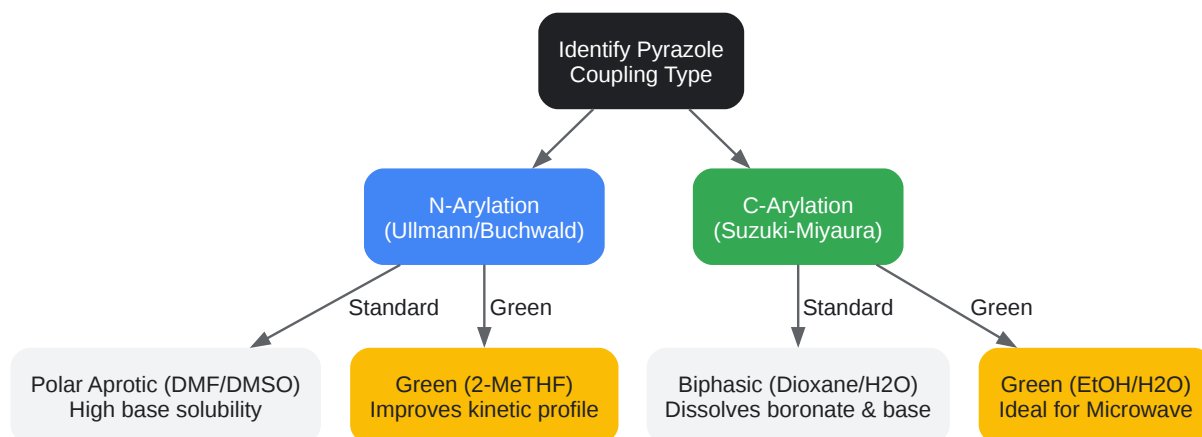 Identify Pyrazole
Coupling Type
N-Arylation
(Ullmann/Buchwald)
C-Arylation
(Suzuki-Miyaura)
Standard
Green
Standard
Green
Polar Aprotic (DMF/DMSO)
High base solubility
Green (2-MeTHF)
Improves kinetic profile
Biphasic (Dioxane/H2O)
Dissolves boronate & base
Green (EtOH/H2O)
Ideal for Microwave